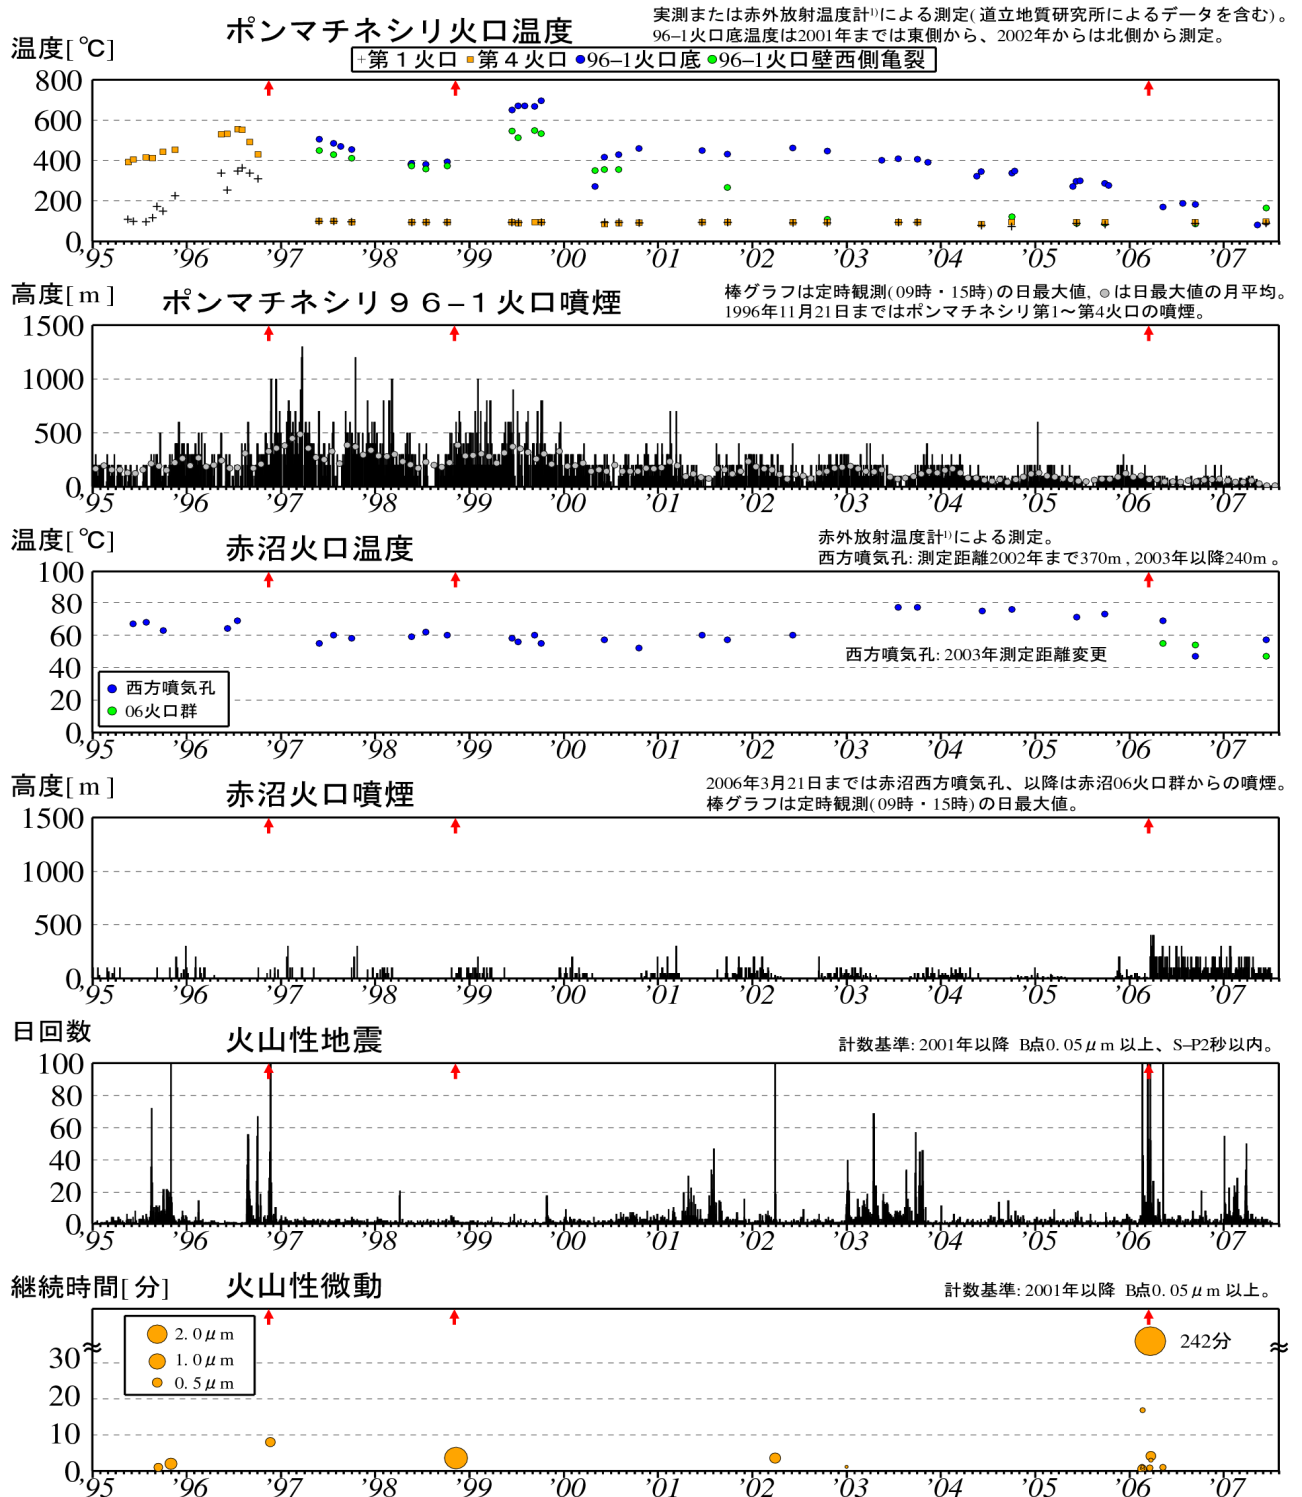 ポンマチネシリ火口温度
実測または赤外放射温度計1)による測定(道立地質研究所によるデータを含む)。
96–1火口底温度は2001年までは東側から、2002年からは北側から測定。
温度[℃]
+第１火口 第４火口 96–1火口底 96–1火口壁西側亀裂
800
600
400
200
0
'95 '96 '97 '98 '99 '00 '01 '02 '03 '04 '05 '06 '07
高度[m]
ポンマチネシリ９６–１火口噴煙
棒グラフは定時観測(09時・15時)の日最大値, は日最大値の月平均。
1996年11月21日まではポンマチネシリ第1〜第4火口の噴煙。
1500
1000
500
0
'95 '96 '97 '98 '99 '00 '01 '02 '03 '04 '05 '06 '07
温度[℃]
赤沼火口温度
赤外放射温度計1)による測定。
西方噴気孔: 測定距離2002年まで370m , 2003年以降240m 。
100
80
60
西方噴気孔: 2003年測定距離変更
40
西方噴気孔
20
06火口群
0
'95 '96 '97 '98 '99 '00 '01 '02 '03 '04 '05 '06 '07
高度[m]
赤沼火口噴煙
2006年3月21日までは赤沼西方噴気孔、以降は赤沼06火口群からの噴煙。
棒グラフは定時観測(09時・15時)の日最大値。
1500
1000
500
0
'95 '96 '97 '98 '99 '00 '01 '02 '03 '04 '05 '06 '07
日回数
火山性地震
計数基準: 2001年以降 B点0.05μm以上、S–P2秒以内。
100
80
60
40
20
0
'95 '96 '97 '98 '99 '00 '01 '02 '03 '04 '05 '06 '07
継続時間[分]
火山性微動
計数基準: 2001年以降 B点0.05μm以上。
2.0μm
242分
1.0μm
30
0.5μm
20
10
0
'95 '96 '97 '98 '99 '00 '01 '02 '03 '04 '05 '06 '07